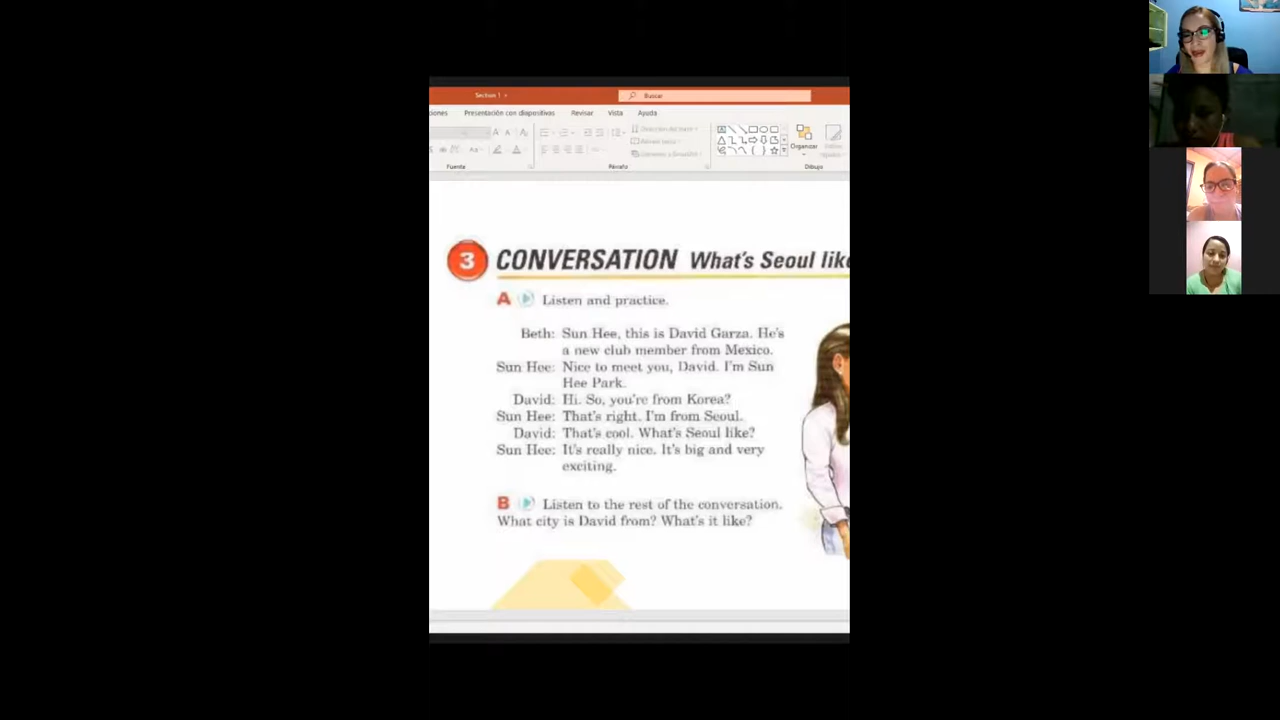 Section 1
Buscar
ones Presentación con diapositivas Revisar Vista Ayuda
Organizar
Fuente Párrafo Dibujo
3 CONVERSATION What's Seoul lik
A Listen and practice.
Beth: Sun Hee, this is David Garza. He's
a new club member from Mexico.
Sun Hee: Nice to meet you, David. I'm Sun
Hee Park.
David: Hi. So, you're from Korea?
Sun Hee: That's right. I'm from Seoul.
David: That's cool. What's Seoul like?
Sun Hee: It's really nice. It's big and very
exciting.
B Listen to the rest of the conversation.
What city is David from? What's it like?